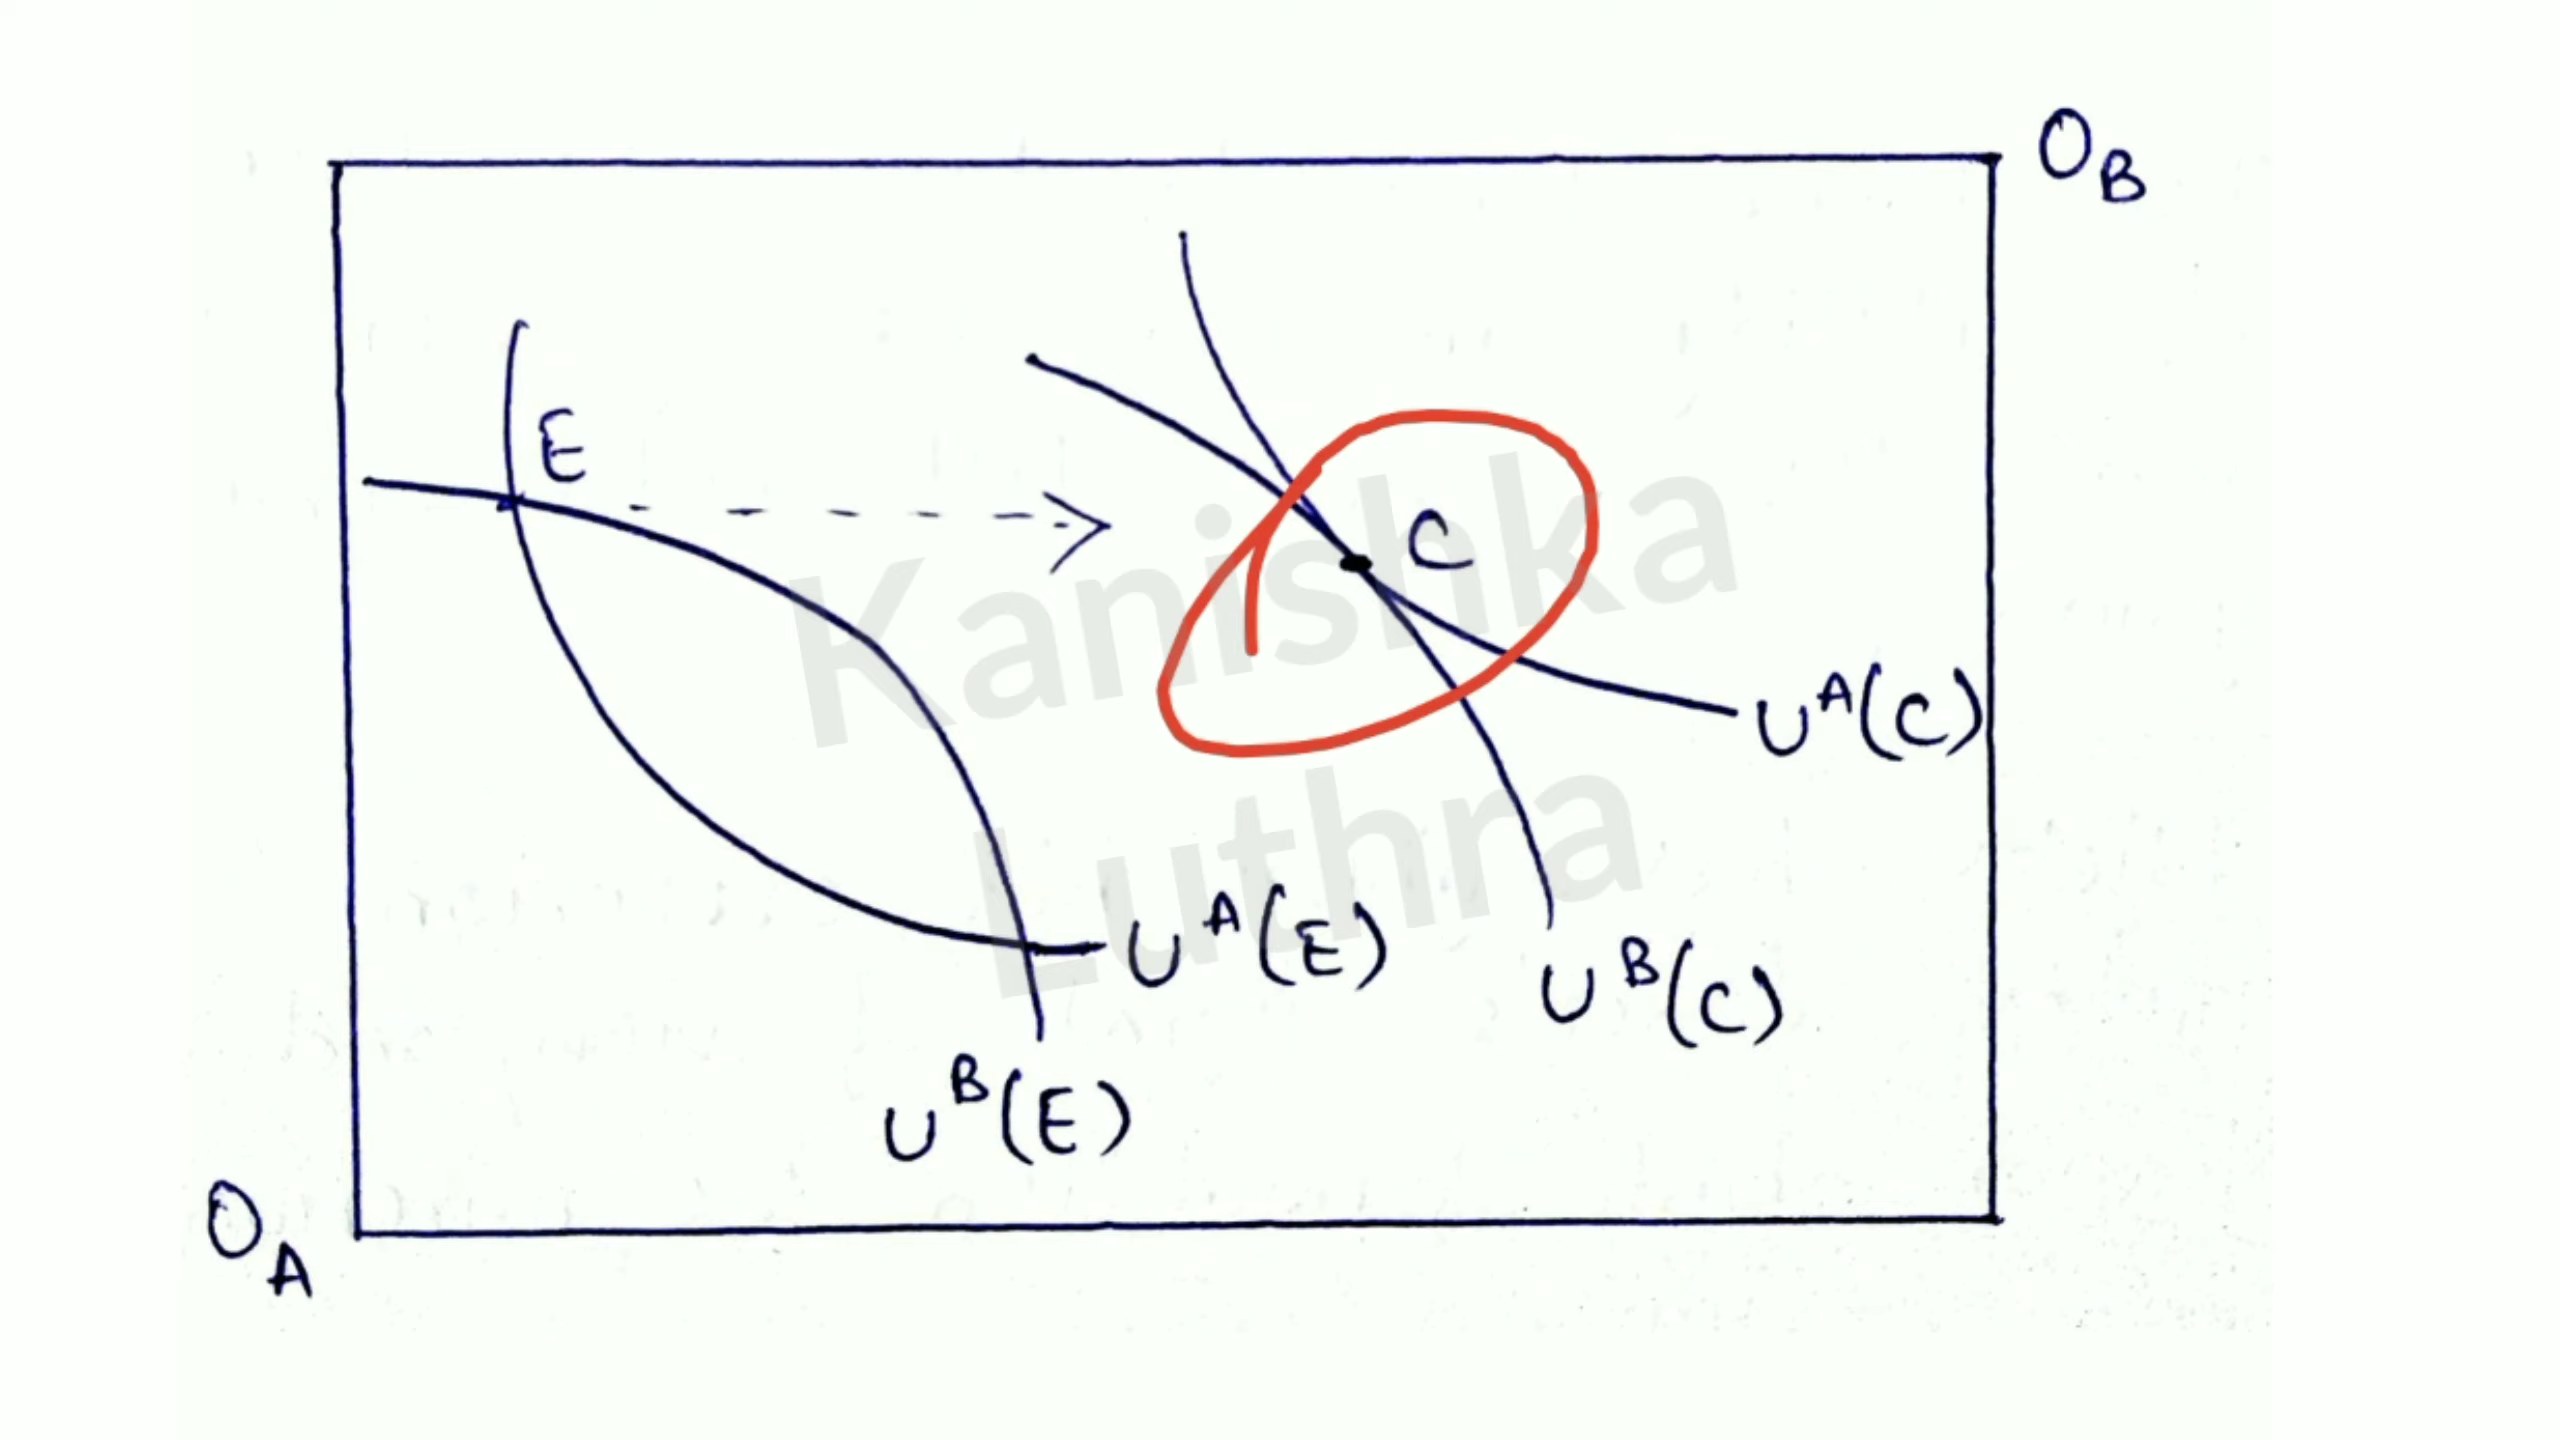 O_B
E
C
U^A(C)
U^A(E)
U^B(C)
U^B(E)
O_A
Kanishka
Luthra